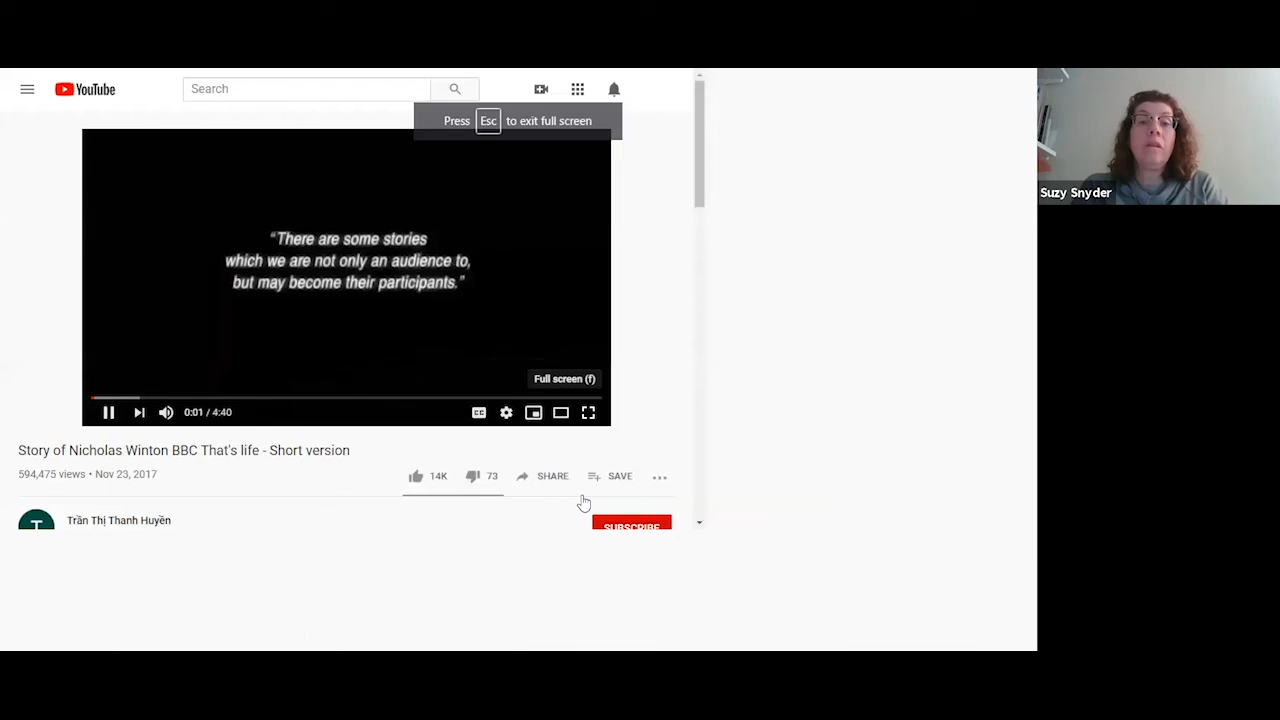 YouTube
Search
Press Esc to exit full screen
"There are some stories
which we are not only an audience to,
but may become their participants."
Full screen (f)
0:01 / 4:40
CC
Story of Nicholas Winton BBC That's life - Short version
594,475 views • Nov 23, 2017
14K
73
SHARE
SAVE
T
Trần Thị Thanh Huyền
SUBSCRIBE
Suzy Snyder